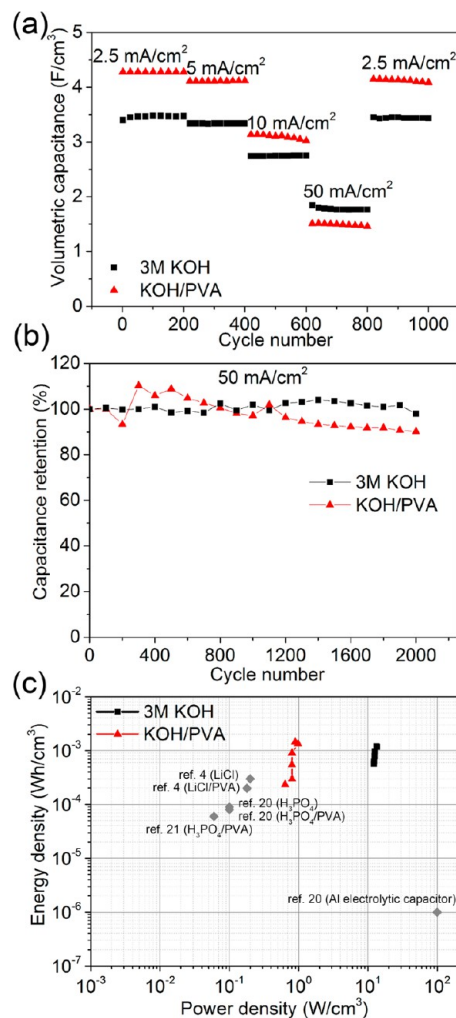 (a)
Volumetric capacitance (F/cm³)
5
4
3
2
1
0
2.5 mA/cm²
5 mA/cm²
10 mA/cm²
50 mA/cm²
2.5 mA/cm²
3M KOH
KOH/PVA
0 200 400 600 800 1000
Cycle number
(b)
Capacitance retention (%)
120
100
80
60
40
20
0
50 mA/cm²
3M KOH
KOH/PVA
0 400 800 1200 1600 2000
Cycle number
(c)
Energy density (Wh/cm³)
10⁻²
10⁻³
10⁻⁴
10⁻⁵
10⁻⁶
10⁻⁷
3M KOH
KOH/PVA
ref. 4 (LiCl)
ref. 4 (LiCl/PVA)
ref. 20 (H₃PO₄)
ref. 20 (H₃PO₄/PVA)
ref. 21 (H₃PO₄/PVA)
ref. 20 (Al electrolytic capacitor)
10⁻³ 10⁻² 10⁻¹ 10⁰ 10¹ 10²
Power density (W/cm³)